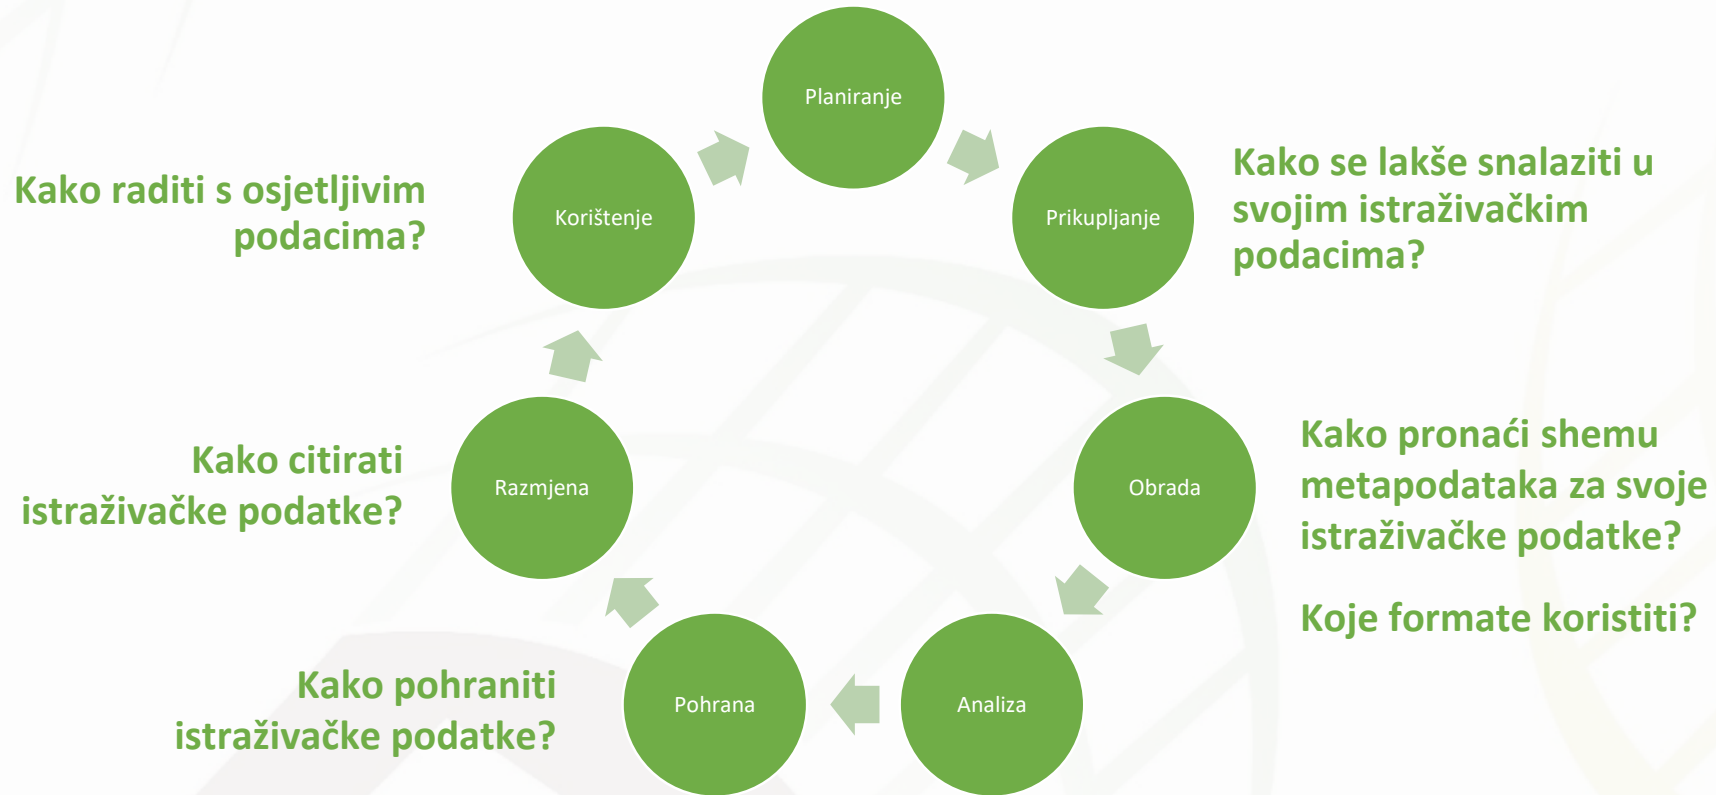 Planiranje
Prikupljanje
Kako se lakše snalaziti u
svojim istraživačkim
podacima?
Obrada
Kako pronaći shemu
metapodataka za svoje
istraživačke podatke?
Koje formate koristiti?
Analiza
Pohrana
Kako pohraniti
istraživačke podatke?
Razmjena
Kako citirati
istraživačke podatke?
Korištenje
Kako raditi s osjetljivim
podacima?